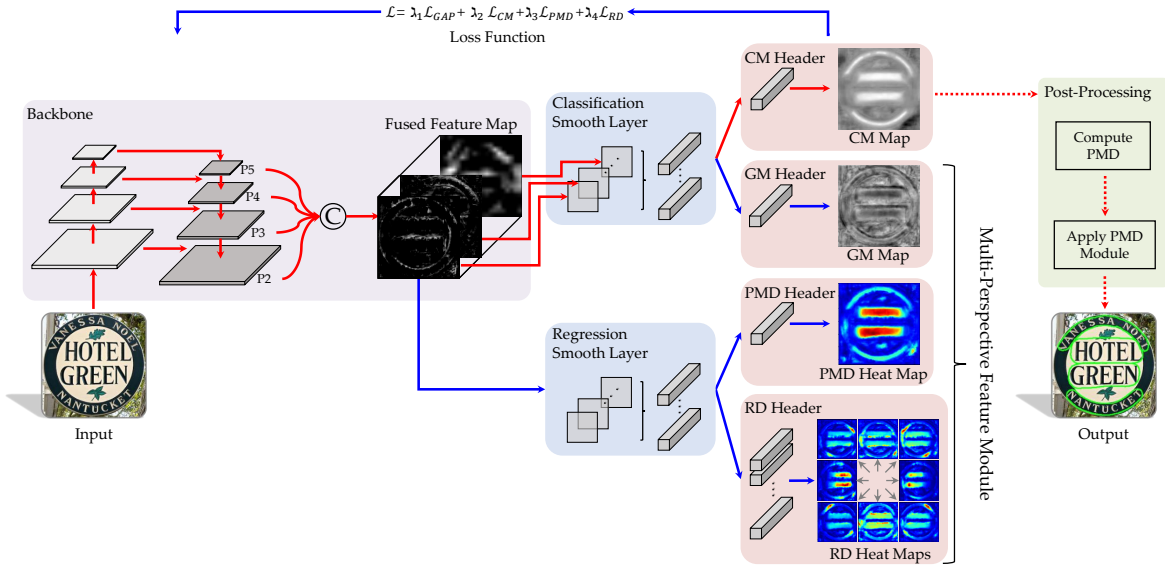 ℒ= λ₁ℒ_GAP+ λ₂ ℒ_CM+λ₃ℒ_PMD+λ₄ℒ_RD
Loss Function
Backbone
Fused Feature Map
P5
P4
P3
P2
C
VANESSA NOEL
HOTEL
GREEN
NANTUCKET
Input
Classification
Smooth Layer
Regression
Smooth Layer
CM Header
CM Map
GM Header
GM Map
PMD Header
PMD Heat Map
RD Header
RD Heat Maps
Multi-Perspective Feature Module
Post-Processing
Compute
PMD
Apply PMD
Module
VANESSA NOEL
HOTEL
GREEN
NANTUCKET
Output